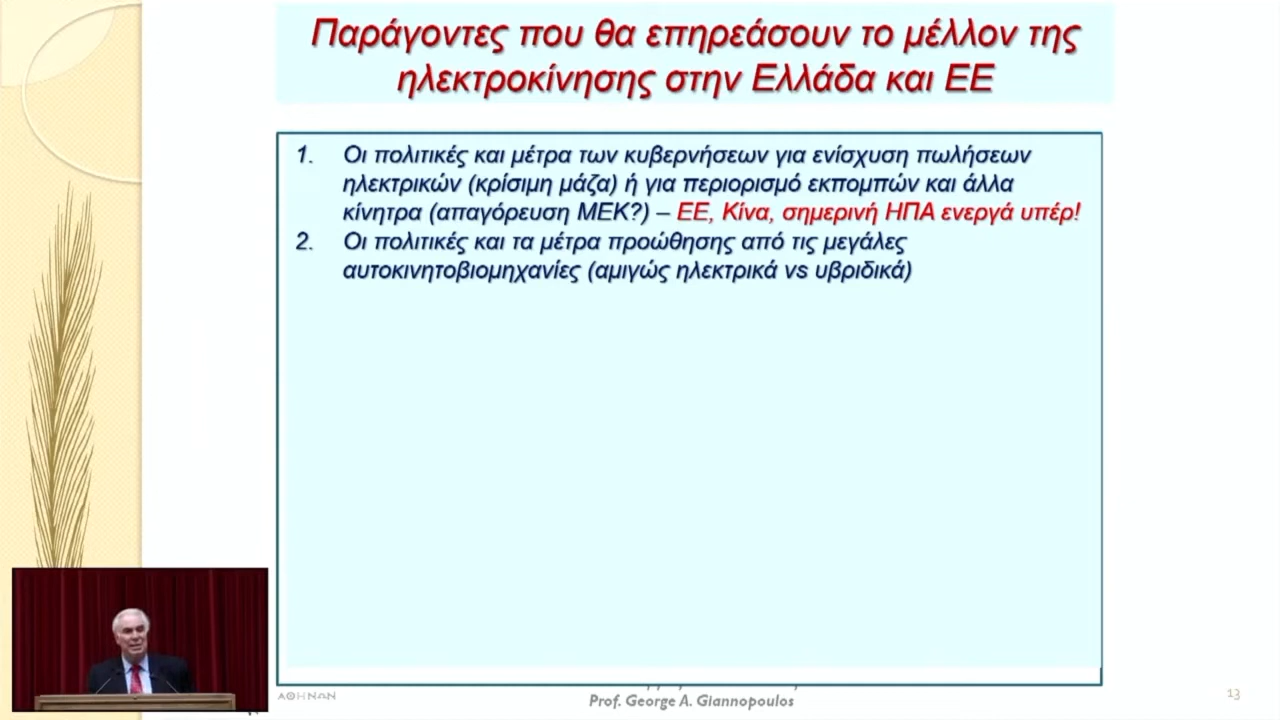 Παράγοντες που θα επηρεάσουν το μέλλον της
ηλεκτροκίνησης στην Ελλάδα και ΕΕ
1. Οι πολιτικές και μέτρα των κυβερνήσεων για ενίσχυση πωλήσεων
ηλεκτρικών (κρίσιμη μάζα) ή για περιορισμό εκπομπών και άλλα
κίνητρα (απαγόρευση ΜΕΚ?) – ΕΕ, Κίνα, σημερινή ΗΠΑ ενεργά υπέρ!
2. Οι πολιτικές και τα μέτρα προώθησης από τις μεγάλες
αυτοκινητοβιομηχανίες (αμιγώς ηλεκτρικά vs υβριδικά)
ΑΘΗΝΩΝ
Prof. George A. Giannopoulos
13